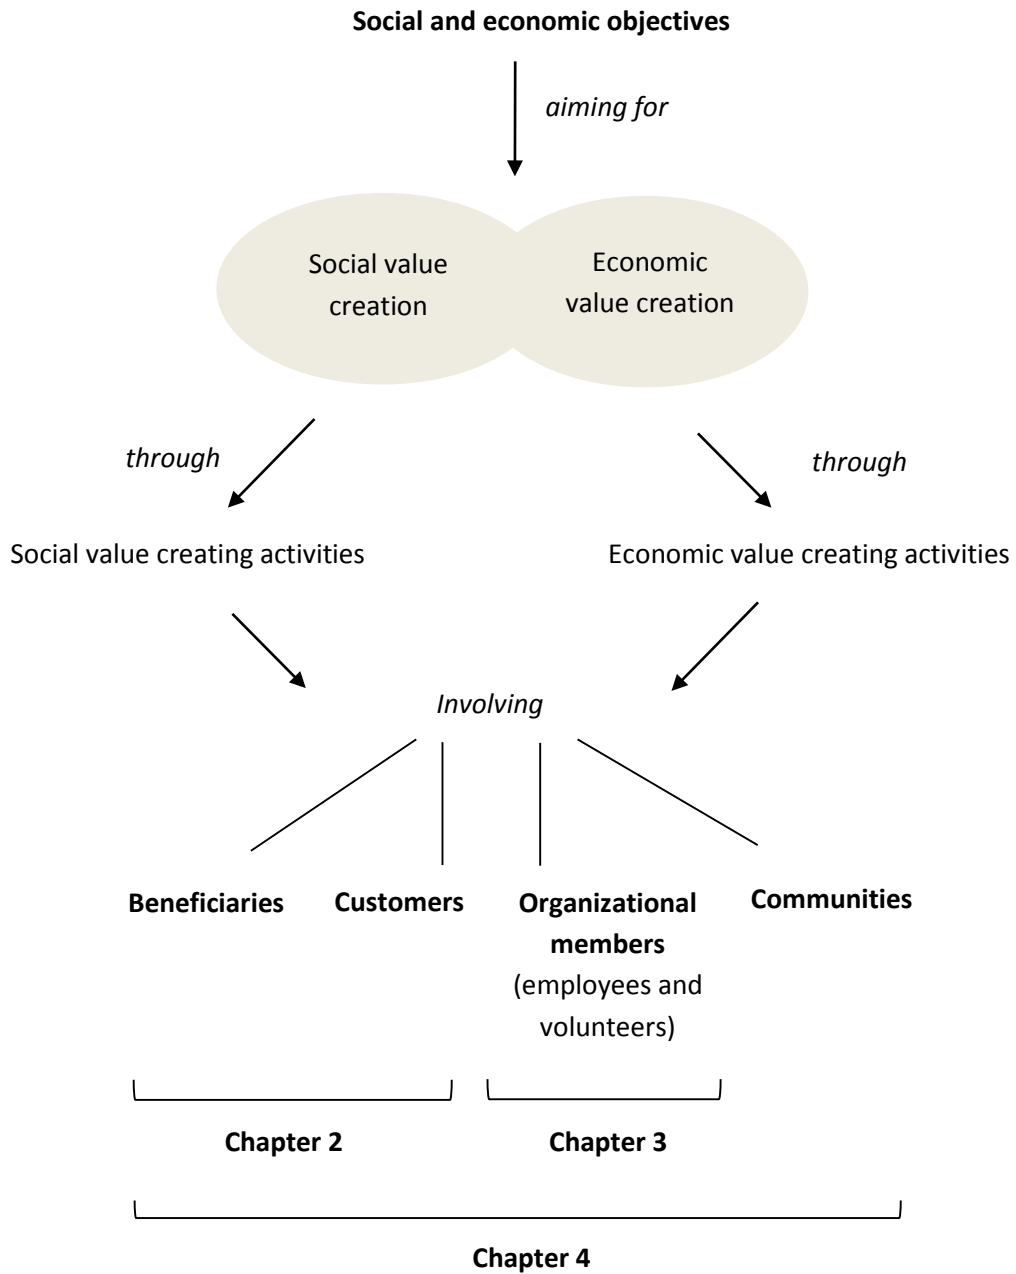 Social and economic objectives
aiming for
Social value
creation
Economic
value creation
through
through
Social value creating activities
Economic value creating activities
Involving
Beneficiaries
Customers
Organizational
members
(employees and
volunteers)
Communities
Chapter 2
Chapter 3
Chapter 4